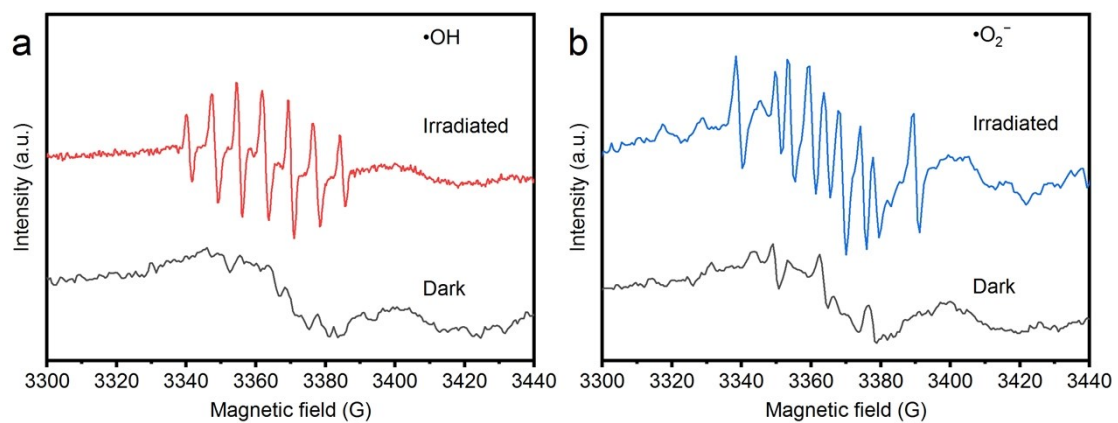 a
•OH
Irradiated
Dark
Intensity (a.u.)
3300 3320 3340 3360 3380 3400 3420 3440
Magnetic field (G)
b
•O₂⁻
Irradiated
Dark
Intensity (a.u.)
3300 3320 3340 3360 3380 3400 3420 3440
Magnetic field (G)